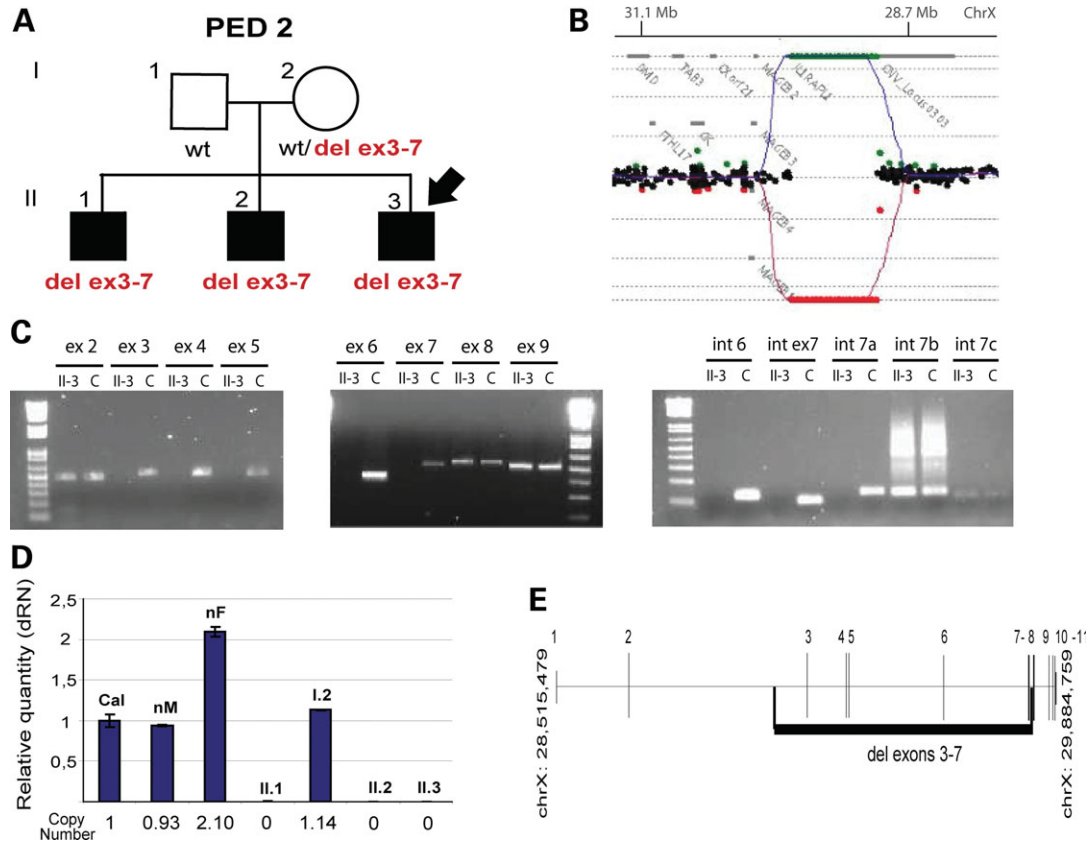 A
PED 2
I
1
2
wt
wt/ del ex3-7
II
1
2
3
del ex3-7
del ex3-7
del ex3-7
B
31.1 Mb
28.7 Mb
ChrX
DMD
TAB3
CXorf21
MAGEB2
IL1RAPL1
CNV_Locus0303
FTHL17
GK
MAGEB3
MAGEB4
C
ex 2
ex 3
ex 4
ex 5
II-3 C II-3 C II-3 C II-3 C
ex 6
ex 7
ex 8
ex 9
II-3 C II-3 C II-3 C II-3 C
int 6
int ex7
int 7a
int 7b
int 7c
II-3 C II-3 C II-3 C II-3 C II-3 C
D
Relative quantity (dRN)
2,5
2
1,5
1
0,5
Cal
nM
nF
II.1
I.2
II.2
II.3
Copy
Number
1 0.93 2.10 0 1.14 0 0
E
1 2 3 4 5 6 7- 8 9 10 -11
chrX: 28,515,479
chrX: 29,884,759
del exons 3-7